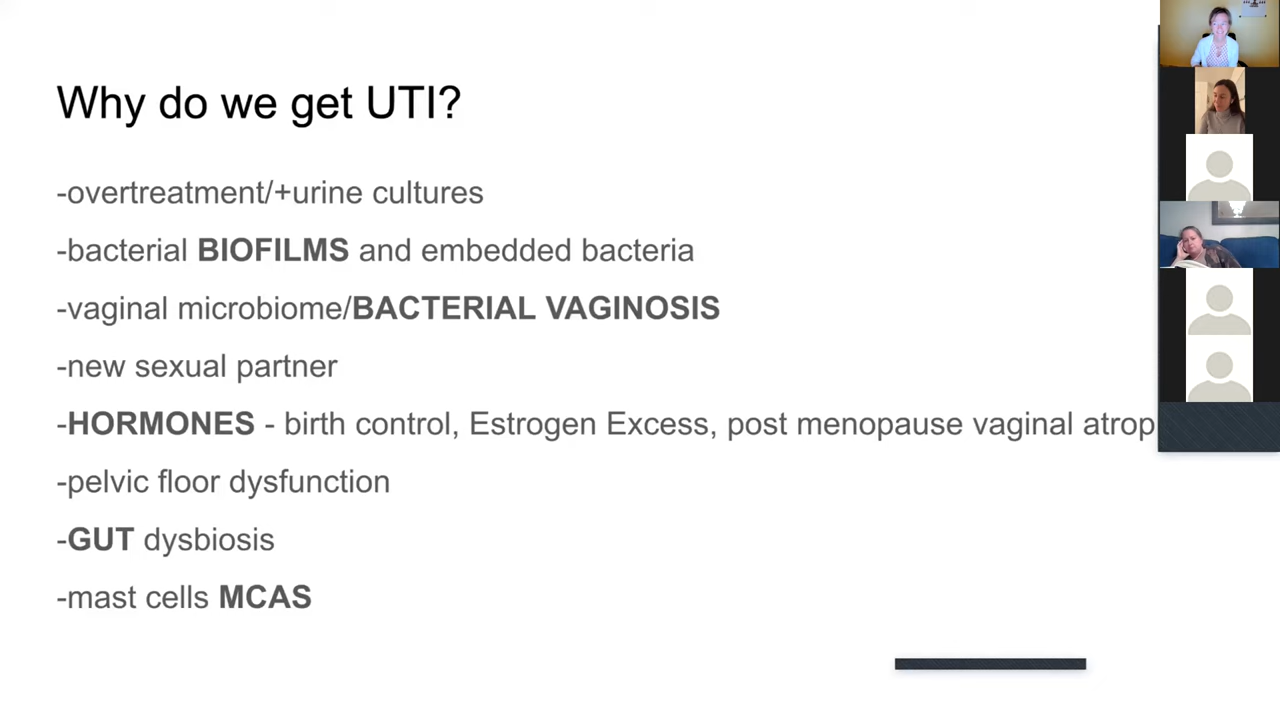 Why do we get UTI?
-overtreatment/+urine cultures
-bacterial BIOFILMS and embedded bacteria
-vaginal microbiome/BACTERIAL VAGINOSIS
-new sexual partner
-HORMONES - birth control, Estrogen Excess, post menopause vaginal atrop
-pelvic floor dysfunction
-GUT dysbiosis
-mast cells MCAS